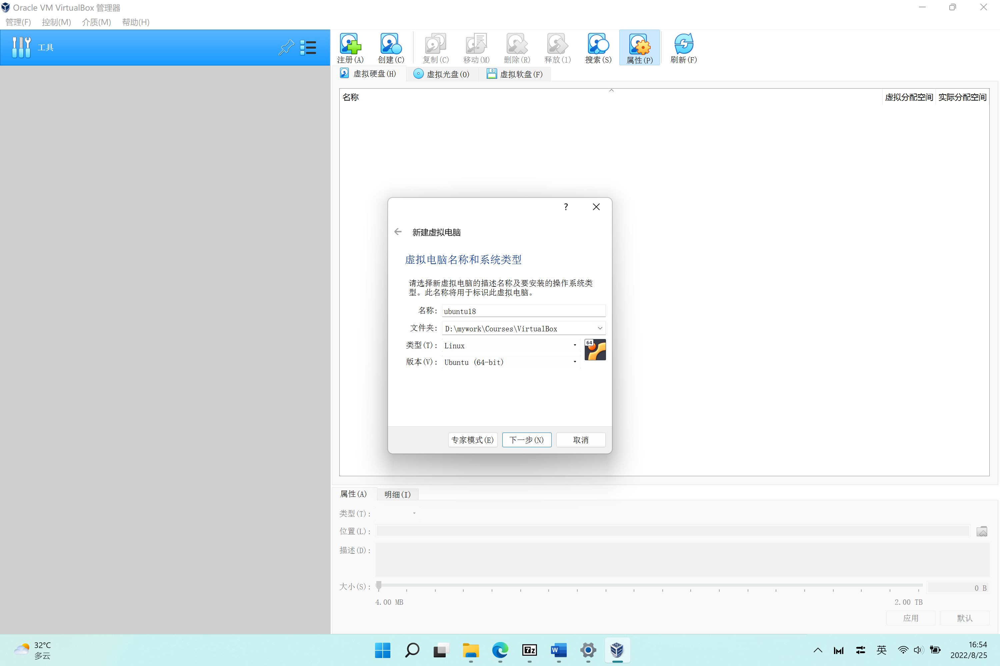 Oracle VM VirtualBox 管理器
管理(F) 控制(M) 介质(M) 帮助(H)
工具
注册(A) 创建(C) 复制(C) 移动(M) 删除(R) 释放(l) 搜索(S) 属性(P) 刷新(F)
虚拟硬盘(H) 虚拟光盘(O) 虚拟软盘(F)
名称 虚拟分配空间 实际分配空间
?
新建虚拟电脑
虚拟电脑名称和系统类型
请选择新虚拟电脑的描述名称及要安装的操作系统类
型。此名称将用于标识此虚拟电脑。
名称: ubuntu18
文件夹: D:\mywork\Courses\VirtualBox
类型(T): Linux
64
版本(V): Ubuntu (64-bit)
专家模式(E) 下一步(N) 取消
属性(A) 明细(I)
类型(T):
位置(L):
描述(D):
大小(S): 0 B
4.00 MB 2.00 TB
应用 默认
32°C
多云
7z
W
英
16:54
2022/8/25